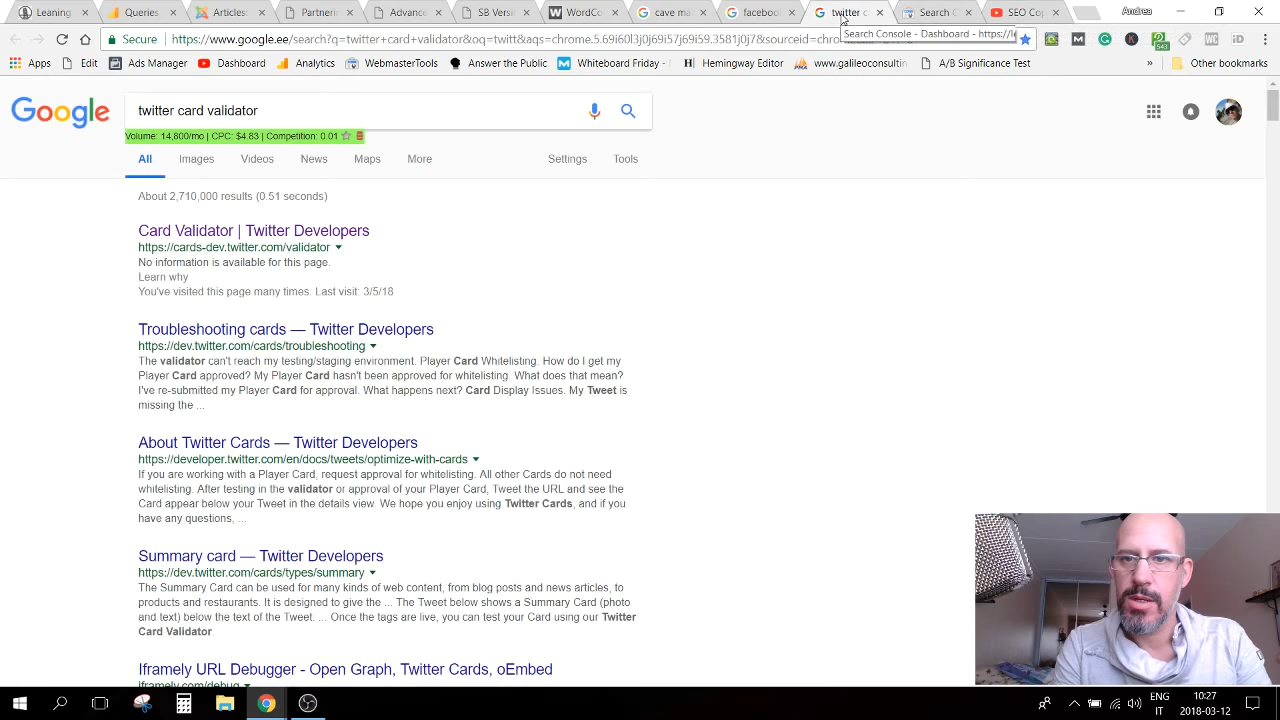 Leaning
Queries
Articles
Partnerin
Advance
SB Versi
WordCo
cave ma
facebook
twitter c
Search C
SEO Co
Andrea
Secure
https://www.google.ee/search?q=twitter+card+validator&oq=twitt&aqs=chrome.5.69i60l3j0j69i57j69i59.3581j0j7&sourceid=chro
Search Console - Dashboard - https://l
Apps
Edit
Ads Manager
Dashboard
Analytics
WebmasterTools
Answer the Public
Whiteboard Friday -
Hemingway Editor
www.galileoconsultin
A/B Significance Test
»
Other bookmarks
Google
twitter card validator
Volume: 14,800/mo | CPC: $4.83 | Competition: 0.01
All
Images
Videos
News
Maps
More
Settings
Tools
About 2,710,000 results (0.51 seconds)
Card Validator | Twitter Developers
https://cards-dev.twitter.com/validator
No information is available for this page.
Learn why
You've visited this page many times. Last visit: 3/5/18
Troubleshooting cards — Twitter Developers
https://dev.twitter.com/cards/troubleshooting
The validator can't reach my testing/staging environment. Player Card Whitelisting. How do I get my
Player Card approved? My Player Card hasn't been approved for whitelisting. What does that mean?
I've re-submitted my Player Card for approval. What happens next? Card Display Issues. My Tweet is
missing the ...
About Twitter Cards — Twitter Developers
https://developer.twitter.com/en/docs/tweets/optimize-with-cards
If you are working with a Player Card, request approval for whitelisting. All other Cards do not need
whitelisting. After testing in the validator or approval of your Player Card, Tweet the URL and see the
Card appear below your Tweet in the details view. We hope you enjoy using Twitter Cards, and if you
have any questions, ...
Summary card — Twitter Developers
https://dev.twitter.com/cards/types/summary
The Summary Card can be used for many kinds of web content, from blog posts and news articles, to
products and restaurants. It is designed to give the ... The Tweet below shows a Summary Card (photo
and text) below the text of the Tweet. ... Once the tags are live, you can test your Card using our Twitter
Card Validator
Iframely URL Debugger - Open Graph, Twitter Cards, oEmbed
iframely.com/debug
ENG
IT
10:27
2018-03-12